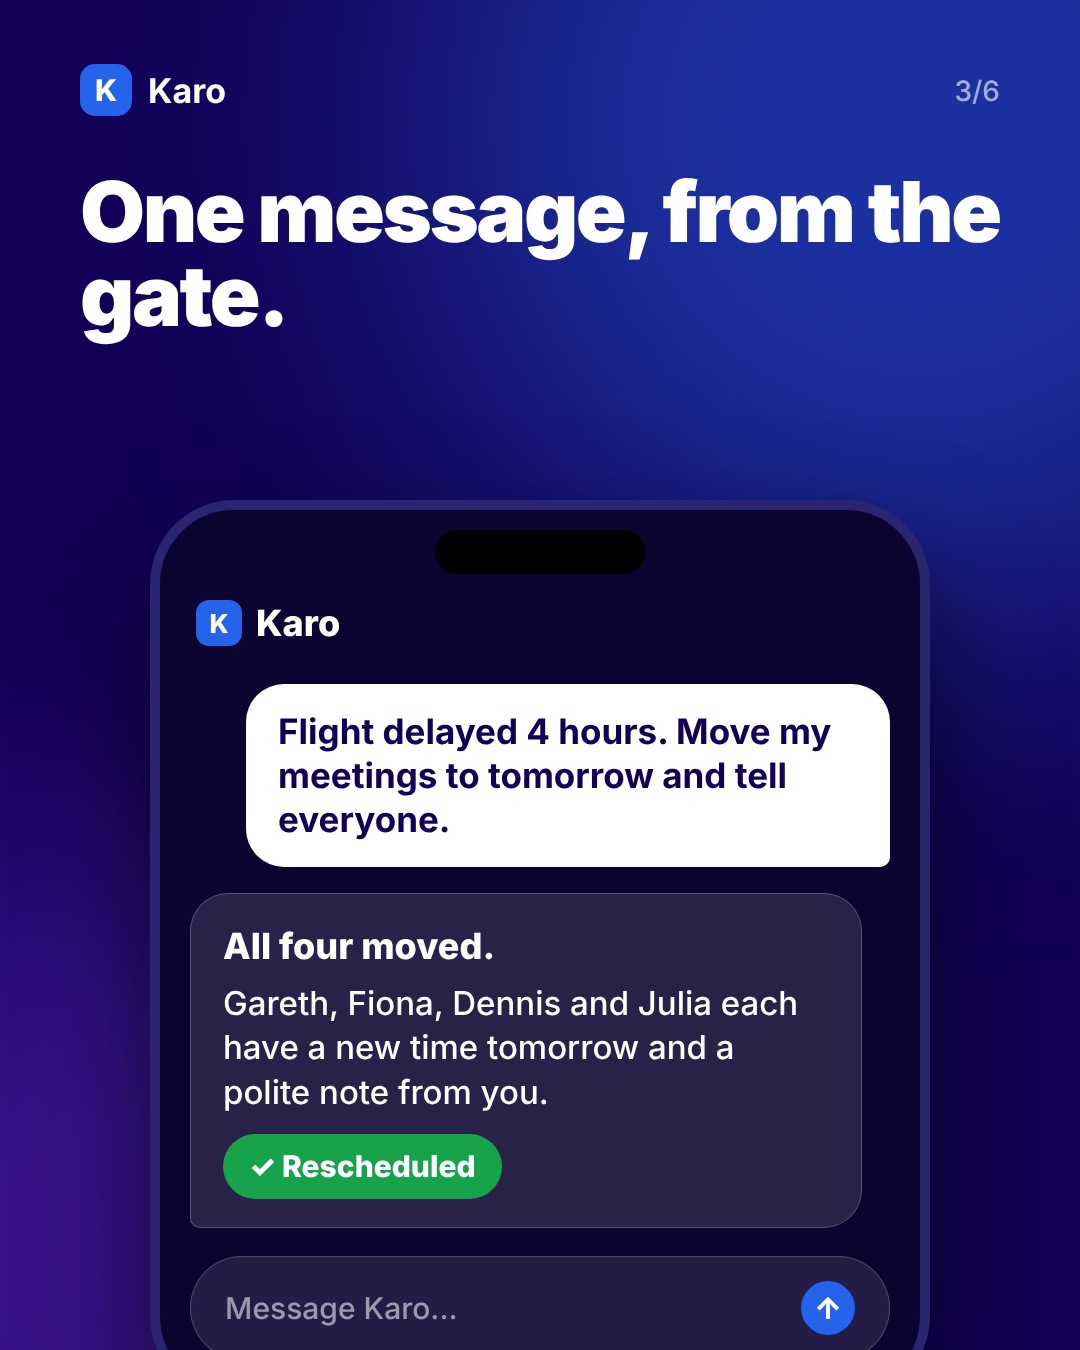 K Karo
3/6
One message, from the
gate.
K Karo
Flight delayed 4 hours. Move my
meetings to tomorrow and tell
everyone.
All four moved.
Gareth, Fiona, Dennis and Julia each
have a new time tomorrow and a
polite note from you.
✓ Rescheduled
Message Karo...